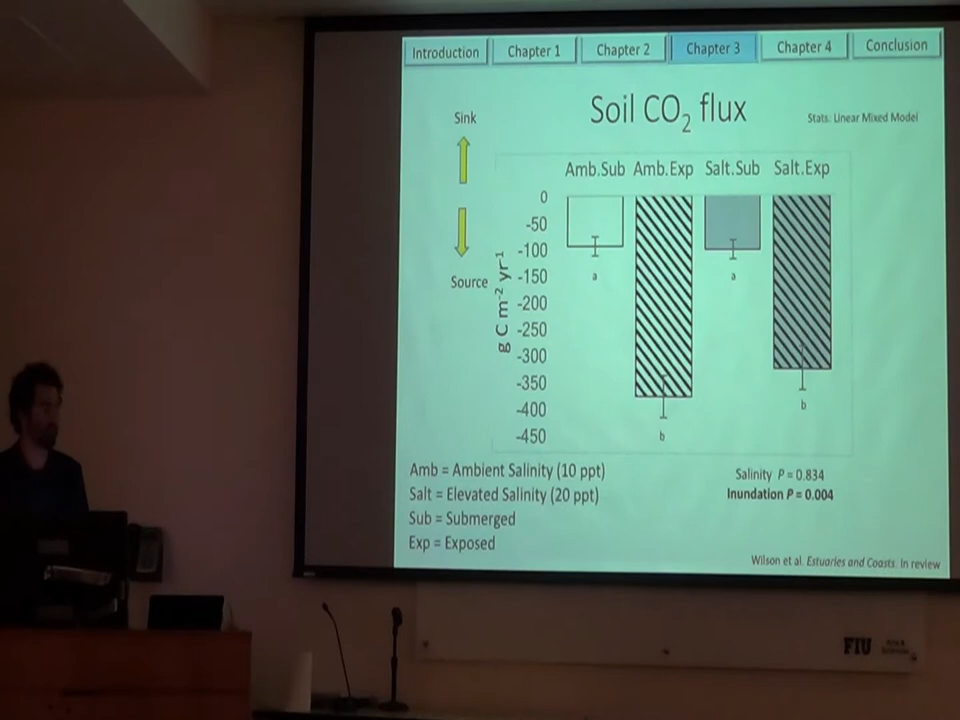 Introduction
Chapter 1
Chapter 2
Chapter 3
Chapter 4
Conclusion
Soil CO₂ flux
Stats: Linear Mixed Model
Sink
Source
Amb.Sub Amb.Exp Salt.Sub Salt.Exp
0
-50
-100
-150
-200
-250
-300
-350
-400
-450
g C m⁻² yr⁻¹
a
b
a
b
Amb = Ambient Salinity (10 ppt)
Salt = Elevated Salinity (20 ppt)
Sub = Submerged
Exp = Exposed
Salinity P = 0.834
Inundation P = 0.004
Wilson et al. Estuaries and Coasts. In review
FIU